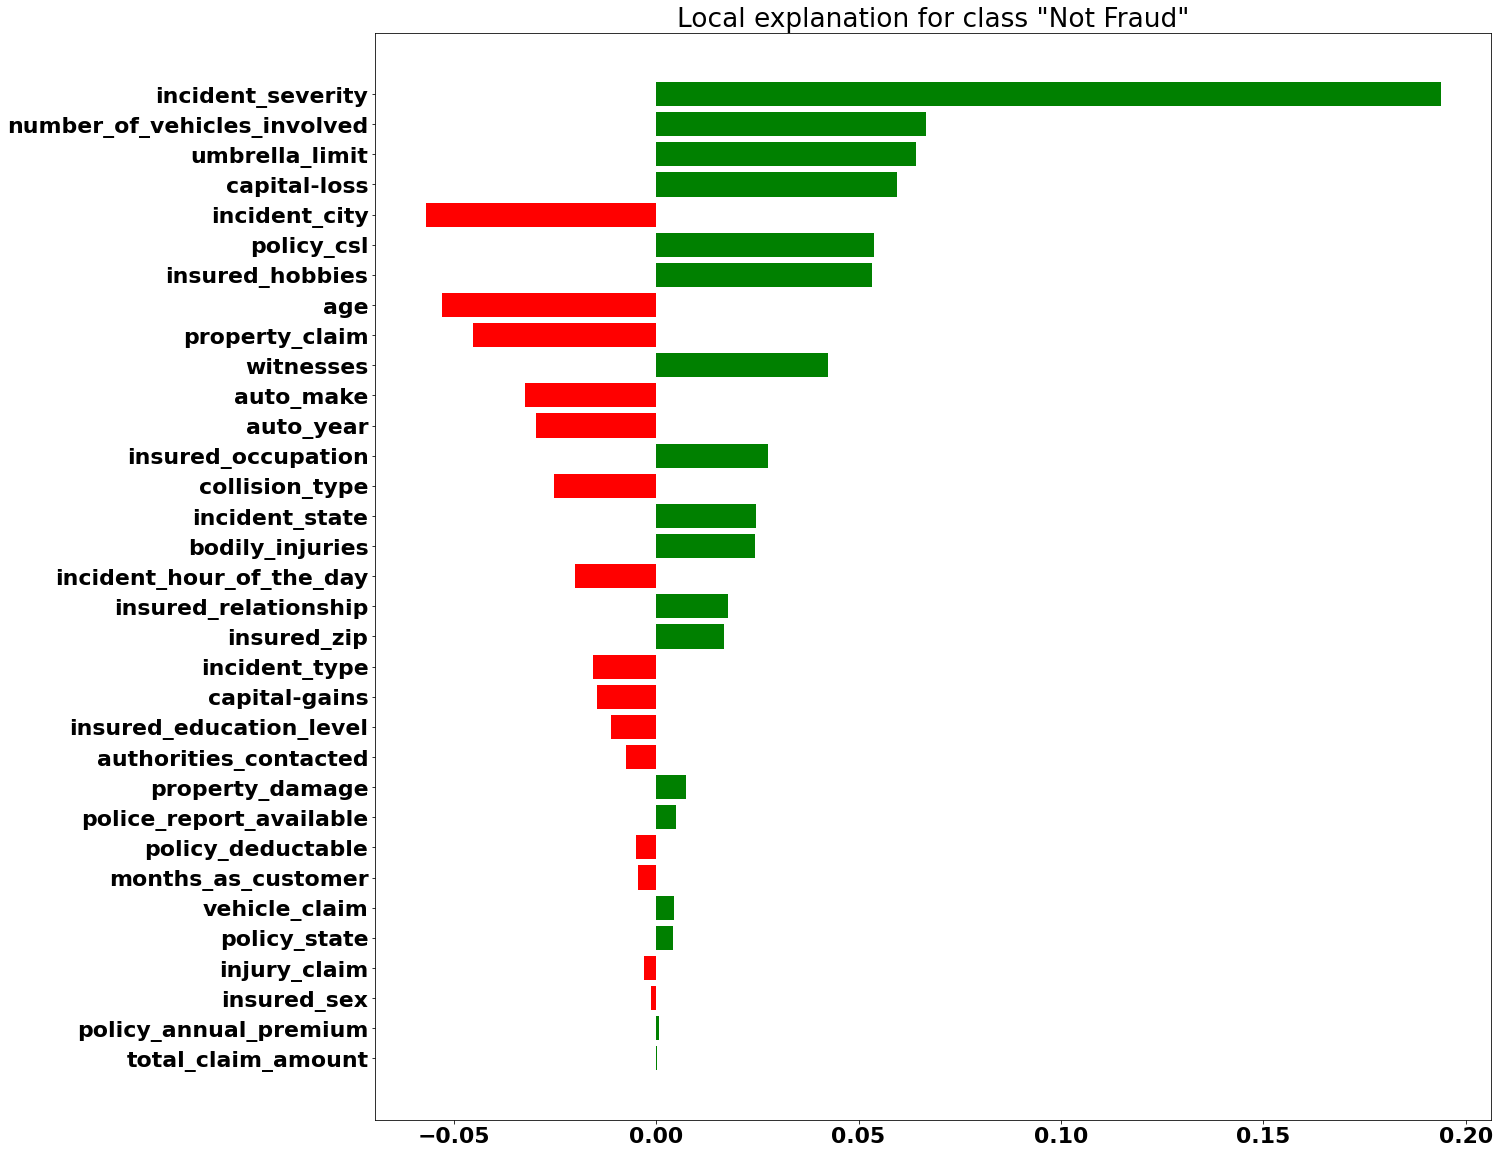 Local explanation for class "Not Fraud"
incident_severity
number_of_vehicles_involved
umbrella_limit
capital-loss
incident_city
policy_csl
insured_hobbies
age
property_claim
witnesses
auto_make
auto_year
insured_occupation
collision_type
incident_state
bodily_injuries
incident_hour_of_the_day
insured_relationship
insured_zip
incident_type
capital-gains
insured_education_level
authorities_contacted
property_damage
police_report_available
policy_deductable
months_as_customer
vehicle_claim
policy_state
injury_claim
insured_sex
policy_annual_premium
total_claim_amount
−0.05 0.00 0.05 0.10 0.15 0.20